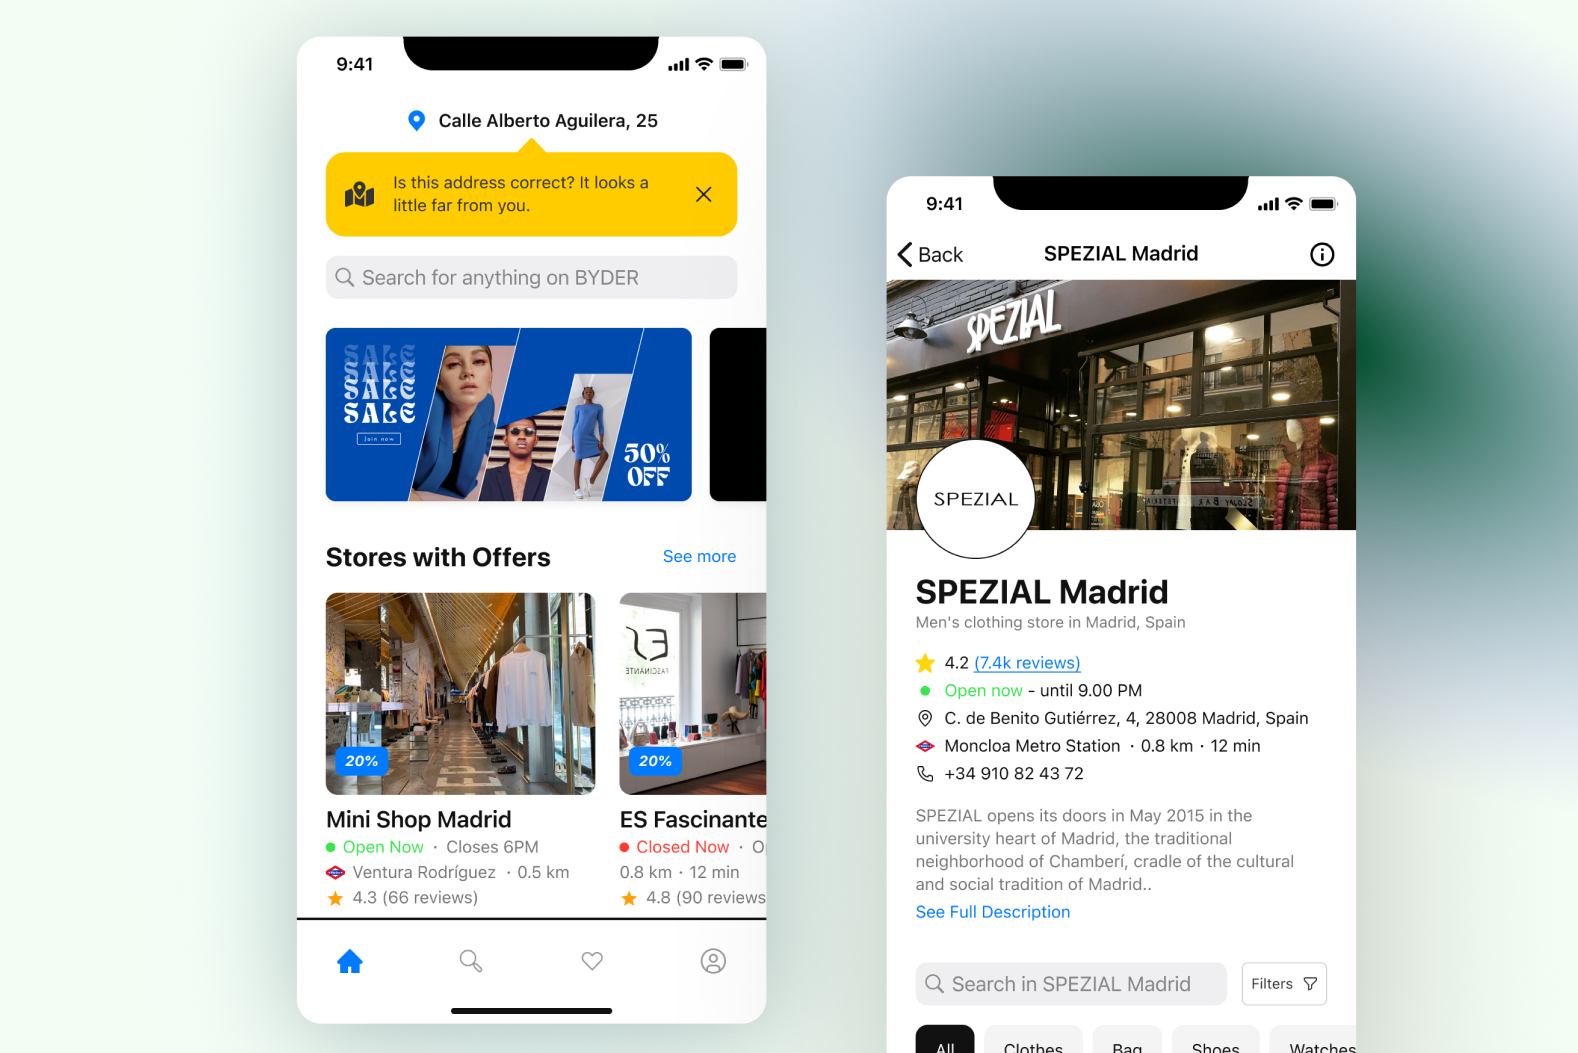 9:41
Calle Alberto Aguilera, 25
Is this address correct? It looks a
little far from you.
Search for anything on BYDER
SALE
SALE
SALE
SALE
Join now
50%
OFF
Stores with Offers
See more
20%
Mini Shop Madrid
Open Now · Closes 6PM
Ventura Rodríguez · 0.5 km
4.3 (66 reviews)
ES
FASCINANTE
20%
ES Fascinante
Closed Now ·
0.8 km · 12 min
4.8 (90 reviews
9:41
Back
SPEZIAL Madrid
SPEZIAL
SPEZIAL
SPEZIAL Madrid
Men's clothing store in Madrid, Spain
4.2 (7.4k reviews)
Open now - until 9.00 PM
C. de Benito Gutiérrez, 4, 28008 Madrid, Spain
Moncloa Metro Station · 0.8 km · 12 min
+34 910 82 43 72
SPEZIAL opens its doors in May 2015 in the
university heart of Madrid, the traditional
neighborhood of Chamberí, cradle of the cultural
and social tradition of Madrid..
See Full Description
Search in SPEZIAL Madrid
Filters
All
Clothes
Bag
Shoes
Watches